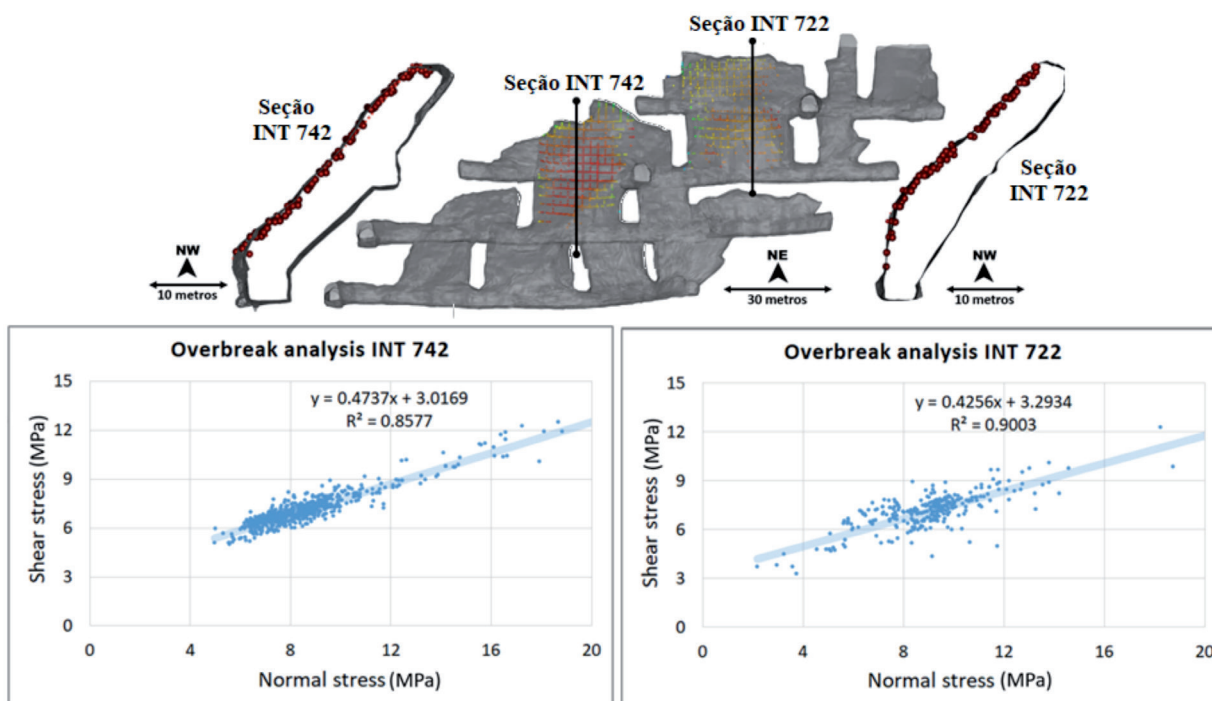 Seção INT 722
Seção INT 742
Seção
INT 742
Seção
INT 722
NW
10 metros
NE
30 metros
NW
10 metros
Overbreak analysis INT 742
y = 0.4737x + 3.0169
R² = 0.8577
Shear stress (MPa)
15
12
9
6
3
0
0 4 8 12 16 20
Normal stress (MPa)
Overbreak analysis INT 722
y = 0.4256x + 3.2934
R² = 0.9003
Shear stress (MPa)
15
12
9
6
3
0
0 4 8 12 16 20
Normal stress (MPa)